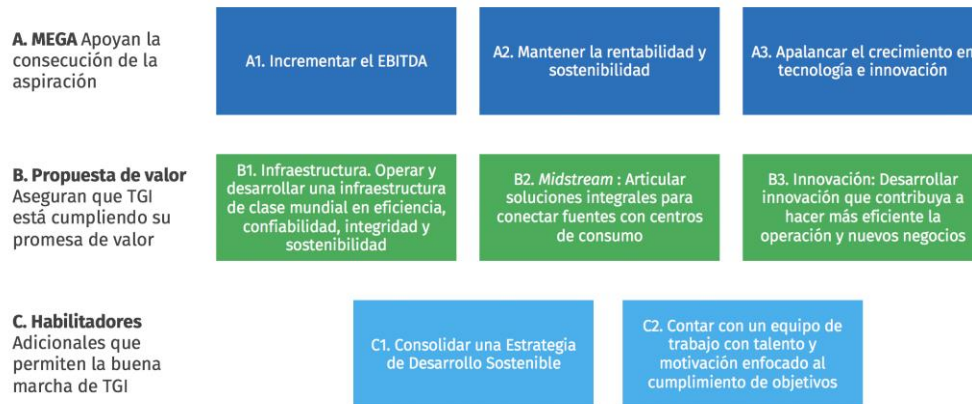 A. MEGA Apoyan la
consecución de la
aspiración
A1. Incrementar el EBITDA
A2. Mantener la rentabilidad y
sostenibilidad
A3. Apalancar el crecimiento en
tecnología e innovación
B. Propuesta de valor
Aseguran que TGI
está cumpliendo su
promesa de valor
B1. Infraestructura. Operar y
desarrollar una infraestructura
de clase mundial en eficiencia,
confiabilidad, integridad y
sostenibilidad
B2. Midstream : Articular
soluciones integrales para
conectar fuentes con centros
de consumo
B3. Innovación: Desarrollar
innovación que contribuya a
hacer más eficiente la
operación y nuevos negocios
C. Habilitadores
Adicionales que
permiten la buena
marcha de TGI
C1. Consolidar una Estrategia
de Desarrollo Sostenible
C2. Contar con un equipo de
trabajo con talento y
motivación enfocado al
cumplimiento de objetivos